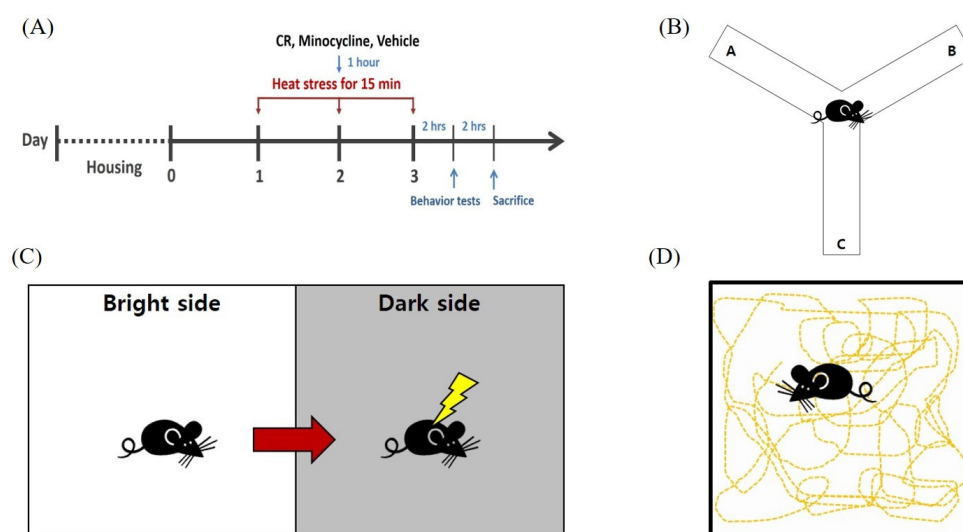 (A)
CR, Minocycline, Vehicle
1 hour
Heat stress for 15 min
2 hrs
2 hrs
Day
Housing
0
1
2
3
Behavior tests
Sacrifice
(B)
A
B
C
(C)
Bright side
Dark side
(D)